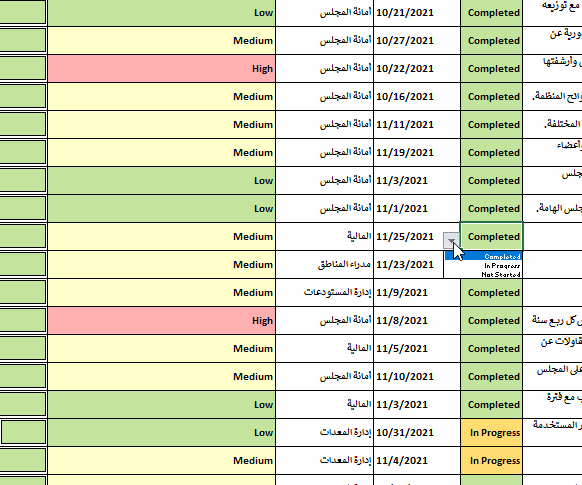 مع توزيعه Completed 10/21/2021 أمانة المجلس Low
عن Completed 10/27/2021 أمانة المجلس Medium
وأرشفتها Completed 10/22/2021 أمانة المجلس High
المنظمة. Completed 10/16/2021 أمانة المجلس Medium
المختلفة. Completed 11/11/2021 أمانة المجلس Medium
Completed 11/19/2021 أمانة المجلس Medium
Completed 11/3/2021 أمانة المجلس Low
الهامة. Completed 11/1/2021 أمانة المجلس Low
Completed 11/25/2021 المالية Medium
Completed
In Progress
Not Started
11/23/2021 مدراء المناطق Medium
Completed 11/9/2021 إدارة المستودعات Medium
كل ربع سنة Completed 11/8/2021 أمانة المجلس High
عن Completed 11/5/2021 المالية Medium
على المجلس Completed 11/10/2021 أمانة المجلس Medium
مع فترة Completed 11/3/2021 المالية Low
المستخدمة In Progress 10/31/2021 إدارة المعدات Low
In Progress 11/4/2021 إدارة المعدات Medium